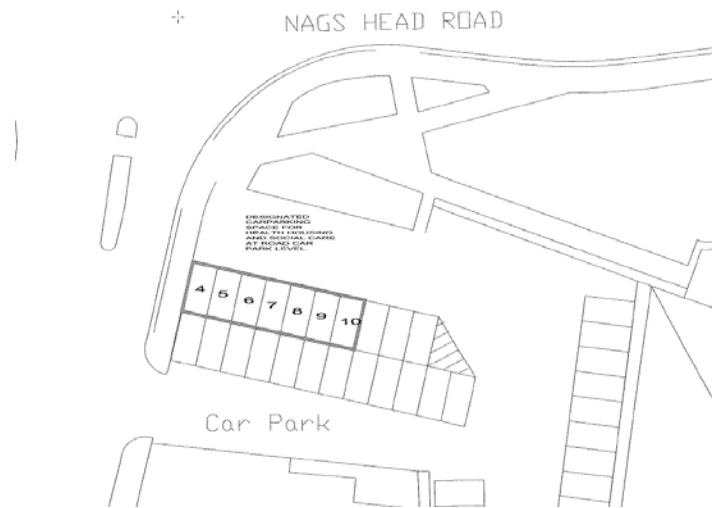 NAGS HEAD ROAD
DESIGNATED
CARPARKING
SPACE FOR
HEALTH HOUSING
AND SOCIAL CARE
AT ROAD CAR
PARK LEVEL.
4 5 6 7 8 9 10
Car Park